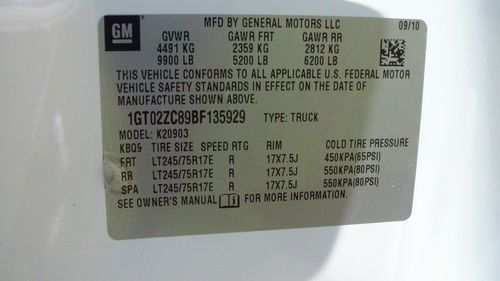 GM
MFD BY GENERAL MOTORS LLC 09/10
GVWR GAWR FRT GAWR RR
4491 KG 2359 KG 2812 KG
9900 LB 5200 LB 6200 LB
THIS VEHICLE CONFORMS TO ALL APPLICABLE U.S. FEDERAL MOTOR
VEHICLE SAFETY STANDARDS IN EFFECT ON THE DATE OF
MANUFACTURE SHOWN ABOVE.
1GT02ZC89BF135929 TYPE: TRUCK
MODEL: K20903
KBQ9 TIRE SIZE SPEED RTG RIM COLD TIRE PRESSURE
FRT LT245/75R17E R 17X7.5J 450KPA(65PSI)
RR LT245/75R17E R 17X7.5J 550KPA(80PSI)
SPA LT245/75R17E R 17X7.5J 550KPA(80PSI)
SEE OWNER'S MANUAL i FOR MORE INFORMATION.